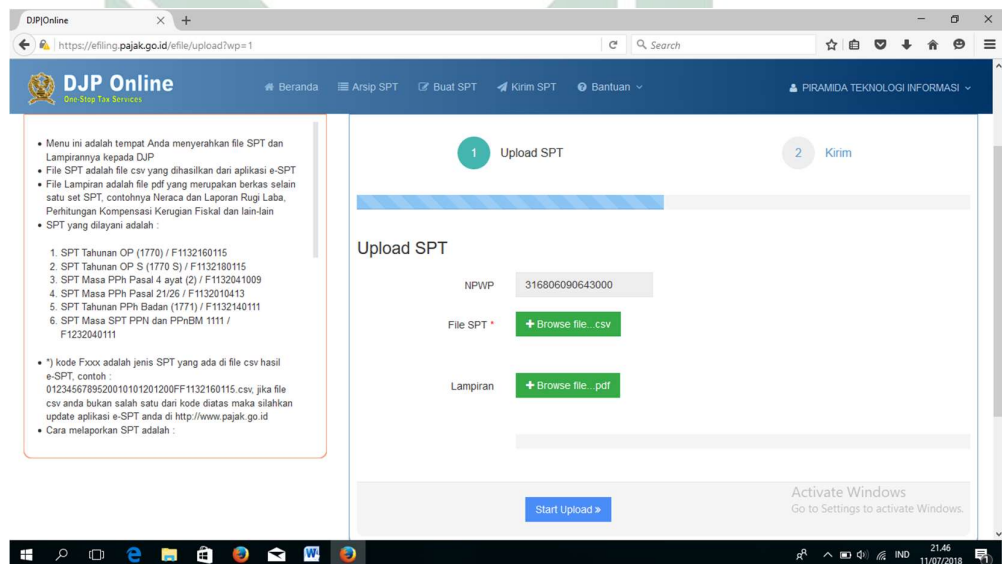 DJP|Online
https://efiling.pajak.go.id/efile/upload?wp=1
Search
DJP Online
One-Stop Tax Services
Beranda
Arsip SPT
Buat SPT
Kirim SPT
Bantuan
PIRAMIDA TEKNOLOGI INFORMASI
Menu ini adalah tempat Anda menyerahkan file SPT dan
Lampirannya kepada DJP
File SPT adalah file csv yang dihasilkan dari aplikasi e-SPT
File Lampiran adalah file pdf yang merupakan berkas selain
satu set SPT, contohnya Neraca dan Laporan Rugi Laba,
Perhitungan Kompensasi Kerugian Fiskal dan lain-lain
SPT yang dilayani adalah :
1. SPT Tahunan OP (1770) / F1132160115
2. SPT Tahunan OP S (1770 S) / F1132180115
3. SPT Masa PPh Pasal 4 ayat (2) / F1132041009
4. SPT Masa PPh Pasal 21/26 / F1132010413
5. SPT Tahunan PPh Badan (1771) / F1132140111
6. SPT Masa SPT PPN dan PPnBM 1111 /
F1232040111
*) kode Fxxx adalah jenis SPT yang ada di file csv hasil
e-SPT, contoh :
012345678952001010120​1200FF1132160115.csv, jika file
csv anda bukan salah satu dari kode diatas maka silahkan
update aplikasi e-SPT anda di http://www.pajak.go.id
Cara melaporkan SPT adalah :
1 Upload SPT
2 Kirim
Upload SPT
NPWP 316806090643000
File SPT * + Browse file...csv
Lampiran + Browse file...pdf
Start Upload »
Activate Windows
Go to Settings to activate Windows.
IND
21.46
11/07/2018